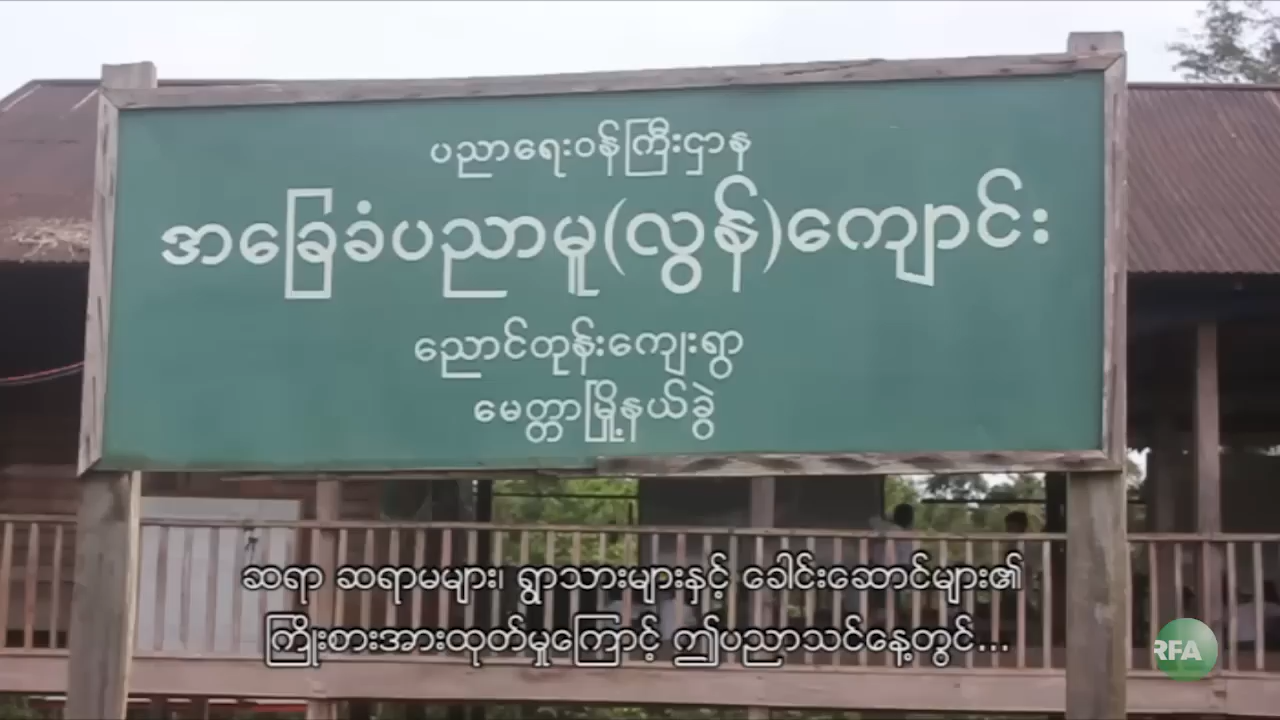 ပညာရေးဝန်ကြီးဌာန
အခြေခံပညာမူ(လွန်)ကျောင်း
ညောင်တုန်းကျေးရွာ
မေတ္တာမြို့နယ်ခွဲ
ဆရာ ဆရာမများ၊ ရွာသားများနှင့် ခေါင်းဆောင်များ၏
ကြိုးစားအားထုတ်မှုကြောင့် ဤပညာသင်နေ့တွင်...
RFA